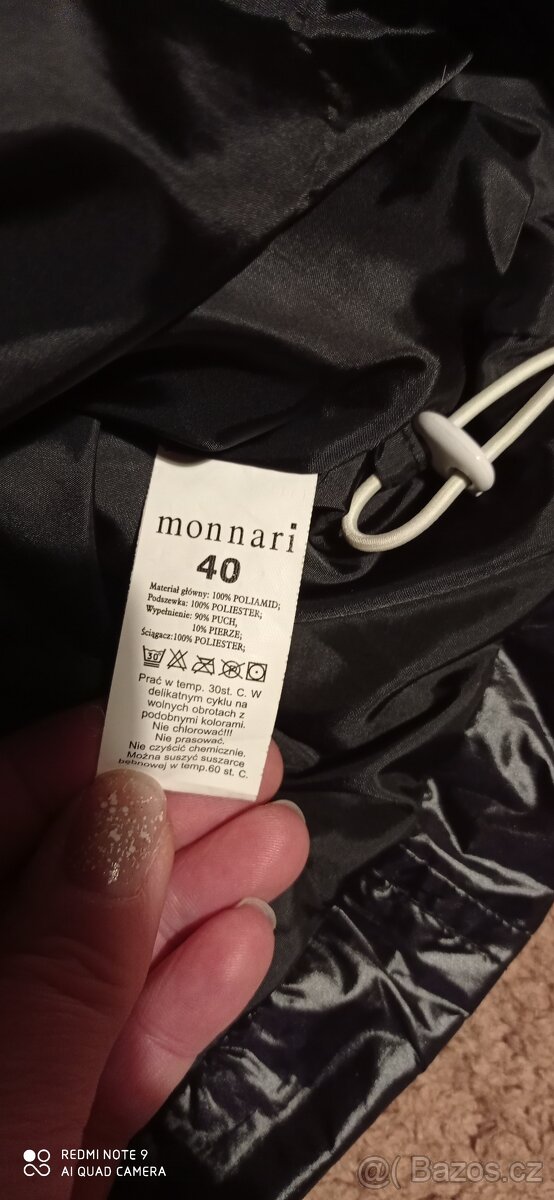 monnari
40
Materiał główny: 100% POLIAMID;
Podszewka: 100% POLIESTER;
Wypełnienie: 90% PUCH,
10% PIERZE;
Ściągacz:100% POLIESTER;
30°
Prać w temp. 30st. C. W
delikatnym cyklu na
wolnych obrotach z
podobnymi kolorami.
Nie chlorować!!!
Nie prasować.
Nie czyścić chemicznie.
Można suszyć suszarce
bębnowej w temp.60 st. C.
REDMI NOTE 9
AI QUAD CAMERA
@( Bazos.cz